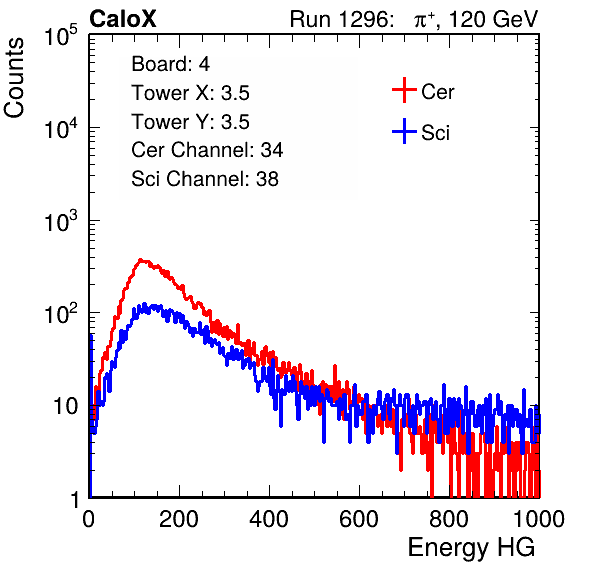 CaloX Run 1296: π⁺, 120 GeV
Counts
10⁵
10⁴
10³
10²
10
1
Board: 4
Tower X: 3.5
Tower Y: 3.5
Cer Channel: 34
Sci Channel: 38
Cer
Sci
0 200 400 600 800 1000
Energy HG